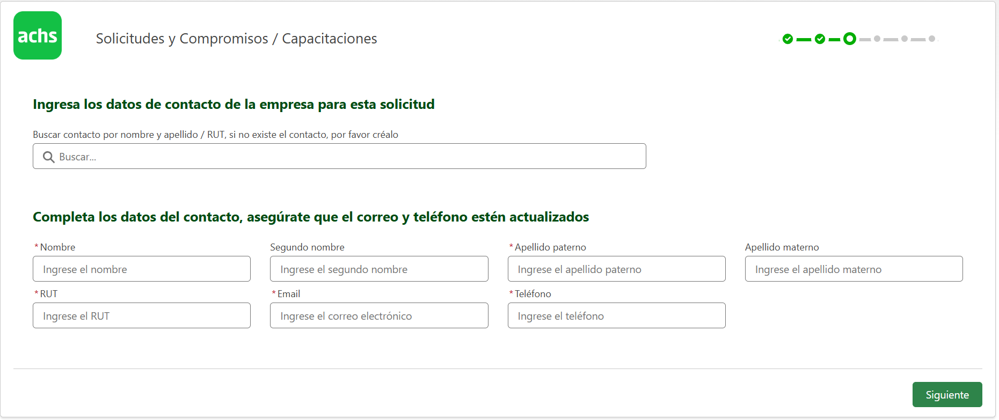 achs
Solicitudes y Compromisos / Capacitaciones
Ingresa los datos de contacto de la empresa para esta solicitud
Buscar contacto por nombre y apellido / RUT, si no existe el contacto, por favor créalo
Buscar...
Completa los datos del contacto, asegúrate que el correo y teléfono estén actualizados
*Nombre Segundo nombre *Apellido paterno Apellido materno
Ingrese el nombre Ingrese el segundo nombre Ingrese el apellido paterno Ingrese el apellido materno
*RUT *Email *Teléfono
Ingrese el RUT Ingrese el correo electrónico Ingrese el teléfono
Siguiente